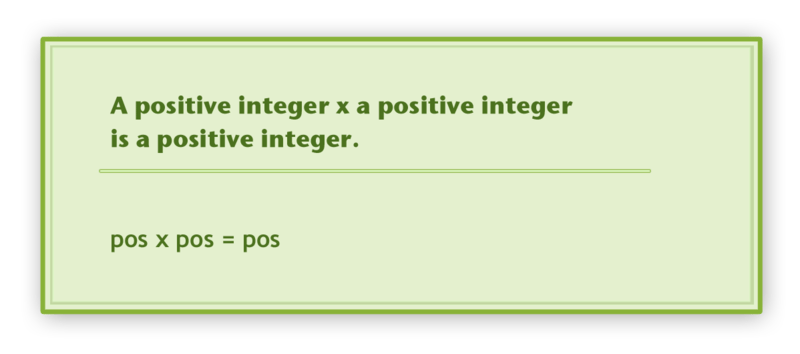 A positive integer x a positive integer
is a positive integer.
pos x pos = pos